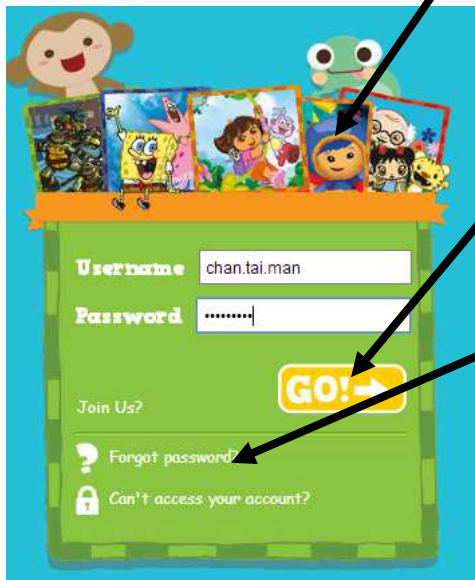 Username chan.tai.man
Password •••••••••
GO!
Join Us?
Forgot password?
Can't access your account?